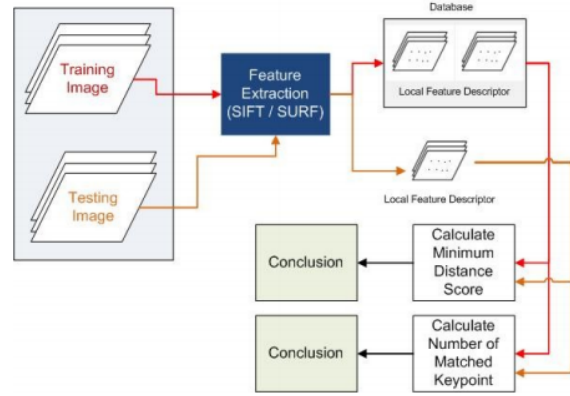 Database
Training
Image
Feature
Extraction
(SIFT / SURF)
Local Feature Descriptor
Testing
Image
Local Feature Descriptor
Conclusion
Calculate
Minimum
Distance
Score
Conclusion
Calculate
Number of
Matched
Keypoint